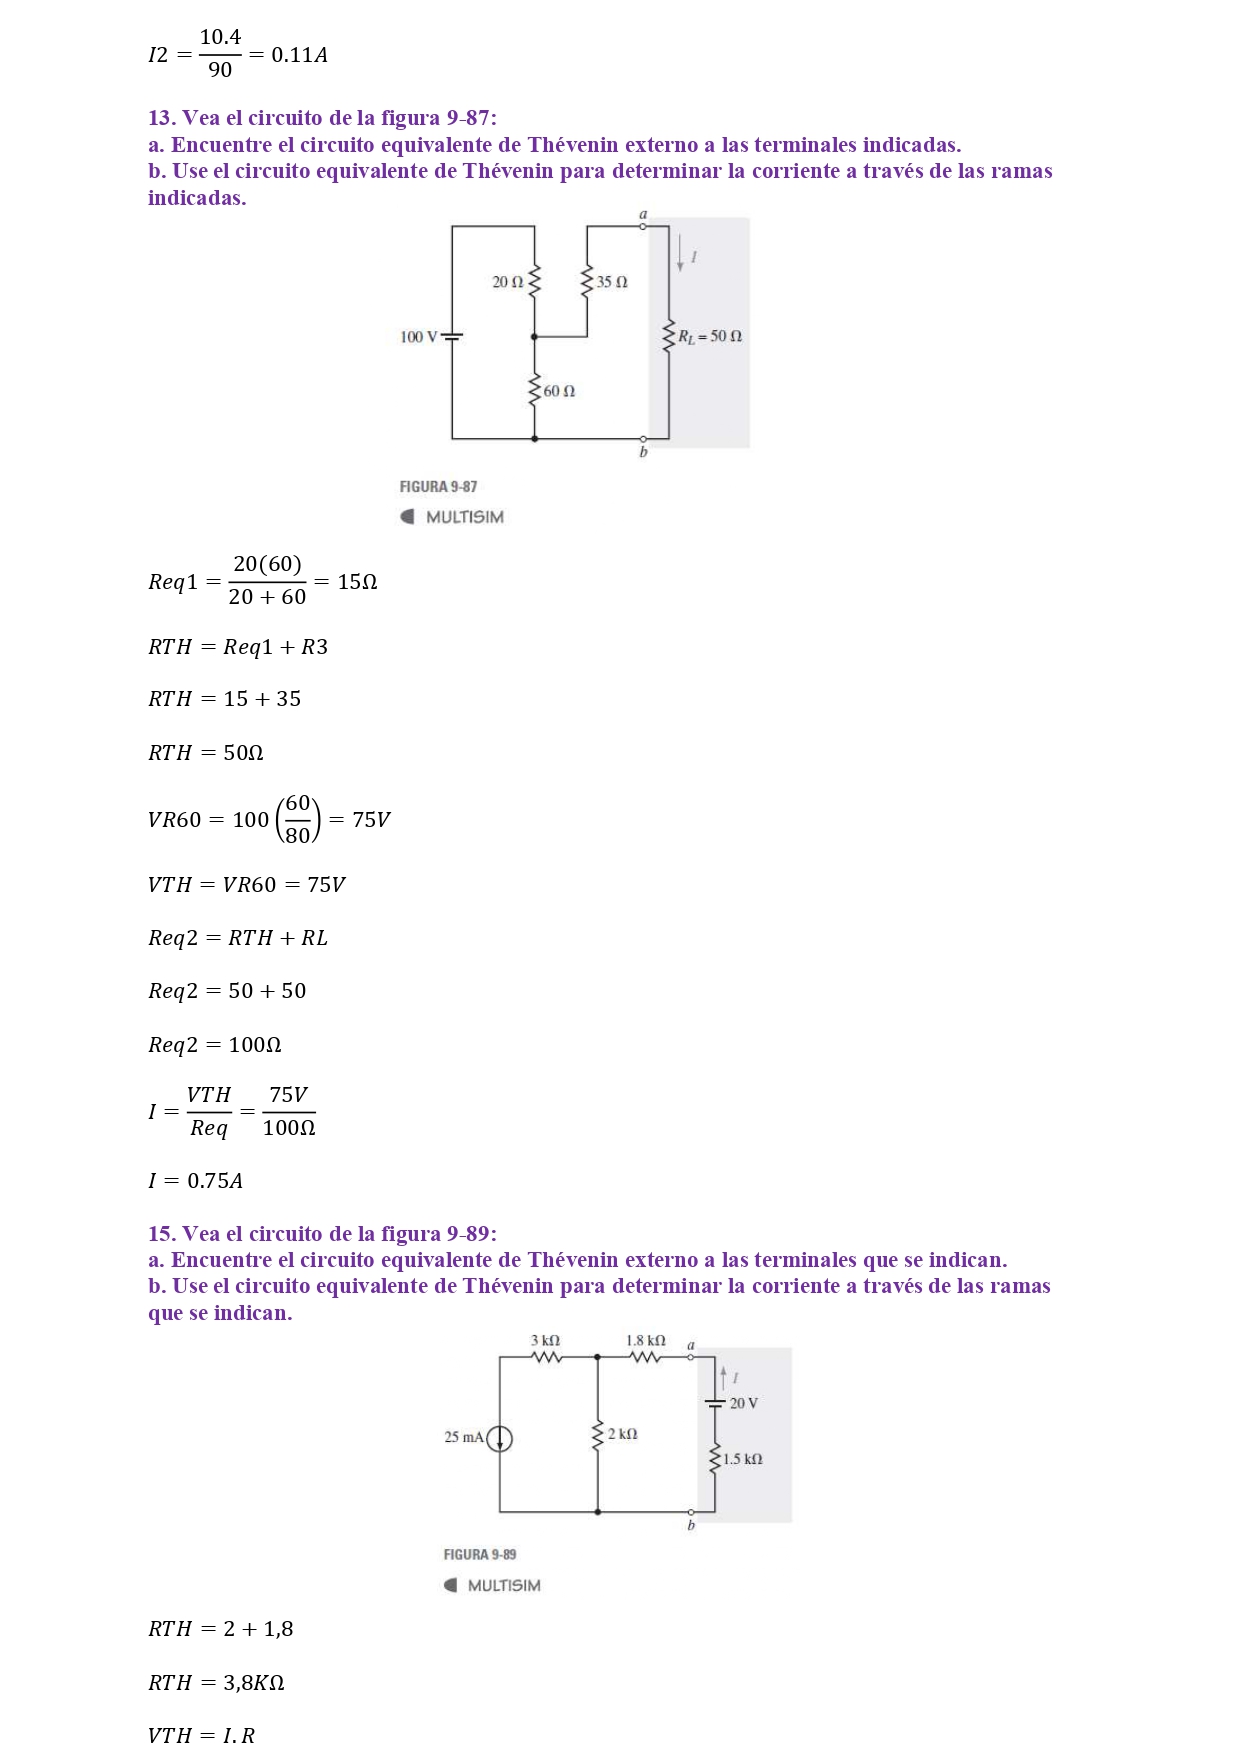 I2 = 10.4/90 = 0.11A
13. Vea el circuito de la figura 9-87:
a. Encuentre el circuito equivalente de Thévenin externo a las terminales indicadas.
b. Use el circuito equivalente de Thévenin para determinar la corriente a través de las ramas
indicadas.
a
I
20 Ω
35 Ω
100 V
R_L = 50 Ω
60 Ω
b
FIGURA 9-87
MULTISIM
Req1 = 20(60)/20 + 60 = 15Ω
RTH = Req1 + R3
RTH = 15 + 35
RTH = 50Ω
VR60 = 100 (60/80) = 75V
VTH = VR60 = 75V
Req2 = RTH + RL
Req2 = 50 + 50
Req2 = 100Ω
I = VTH/Req = 75V/100Ω
I = 0.75A
15. Vea el circuito de la figura 9-89:
a. Encuentre el circuito equivalente de Thévenin externo a las terminales que se indican.
b. Use el circuito equivalente de Thévenin para determinar la corriente a través de las ramas
que se indican.
3 kΩ
1.8 kΩ
a
I
20 V
25 mA
2 kΩ
1.5 kΩ
b
FIGURA 9-89
MULTISIM
RTH = 2 + 1,8
RTH = 3,8KΩ
VTH = I. R